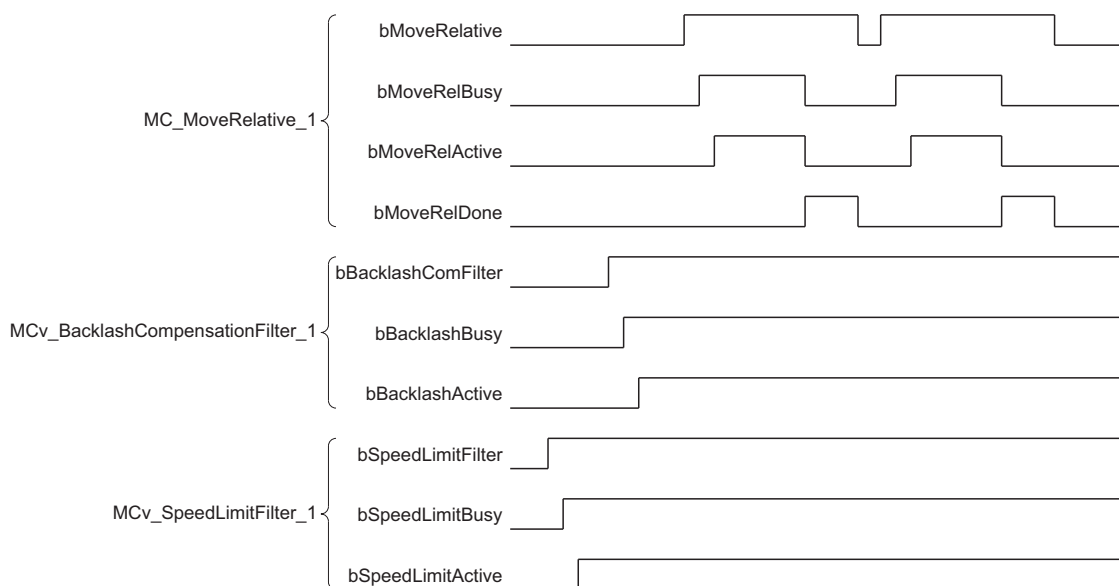 bMoveRelative
bMoveRelBusy
MC_MoveRelative_1
bMoveRelActive
bMoveRelDone
bBacklashComFilter
MCv_BacklashCompensationFilter_1
bBacklashBusy
bBacklashActive
bSpeedLimitFilter
MCv_SpeedLimitFilter_1
bSpeedLimitBusy
bSpeedLimitActive